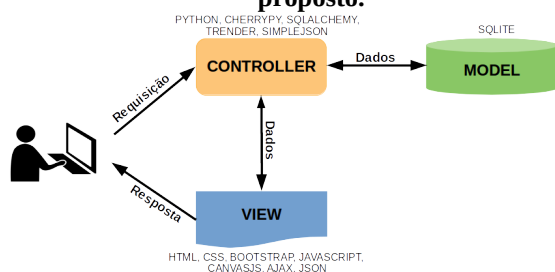 proposto.
PYTHON, CHERRYPY, SQLALCHEMY,
TRENDER, SIMPLEJSON
SQLITE
CONTROLLER
Dados
MODEL
Requisição
Dados
Resposta
VIEW
HTML, CSS, BOOTSTRAP, JAVASCRIPT,
CANVASJS, AJAX, JSON